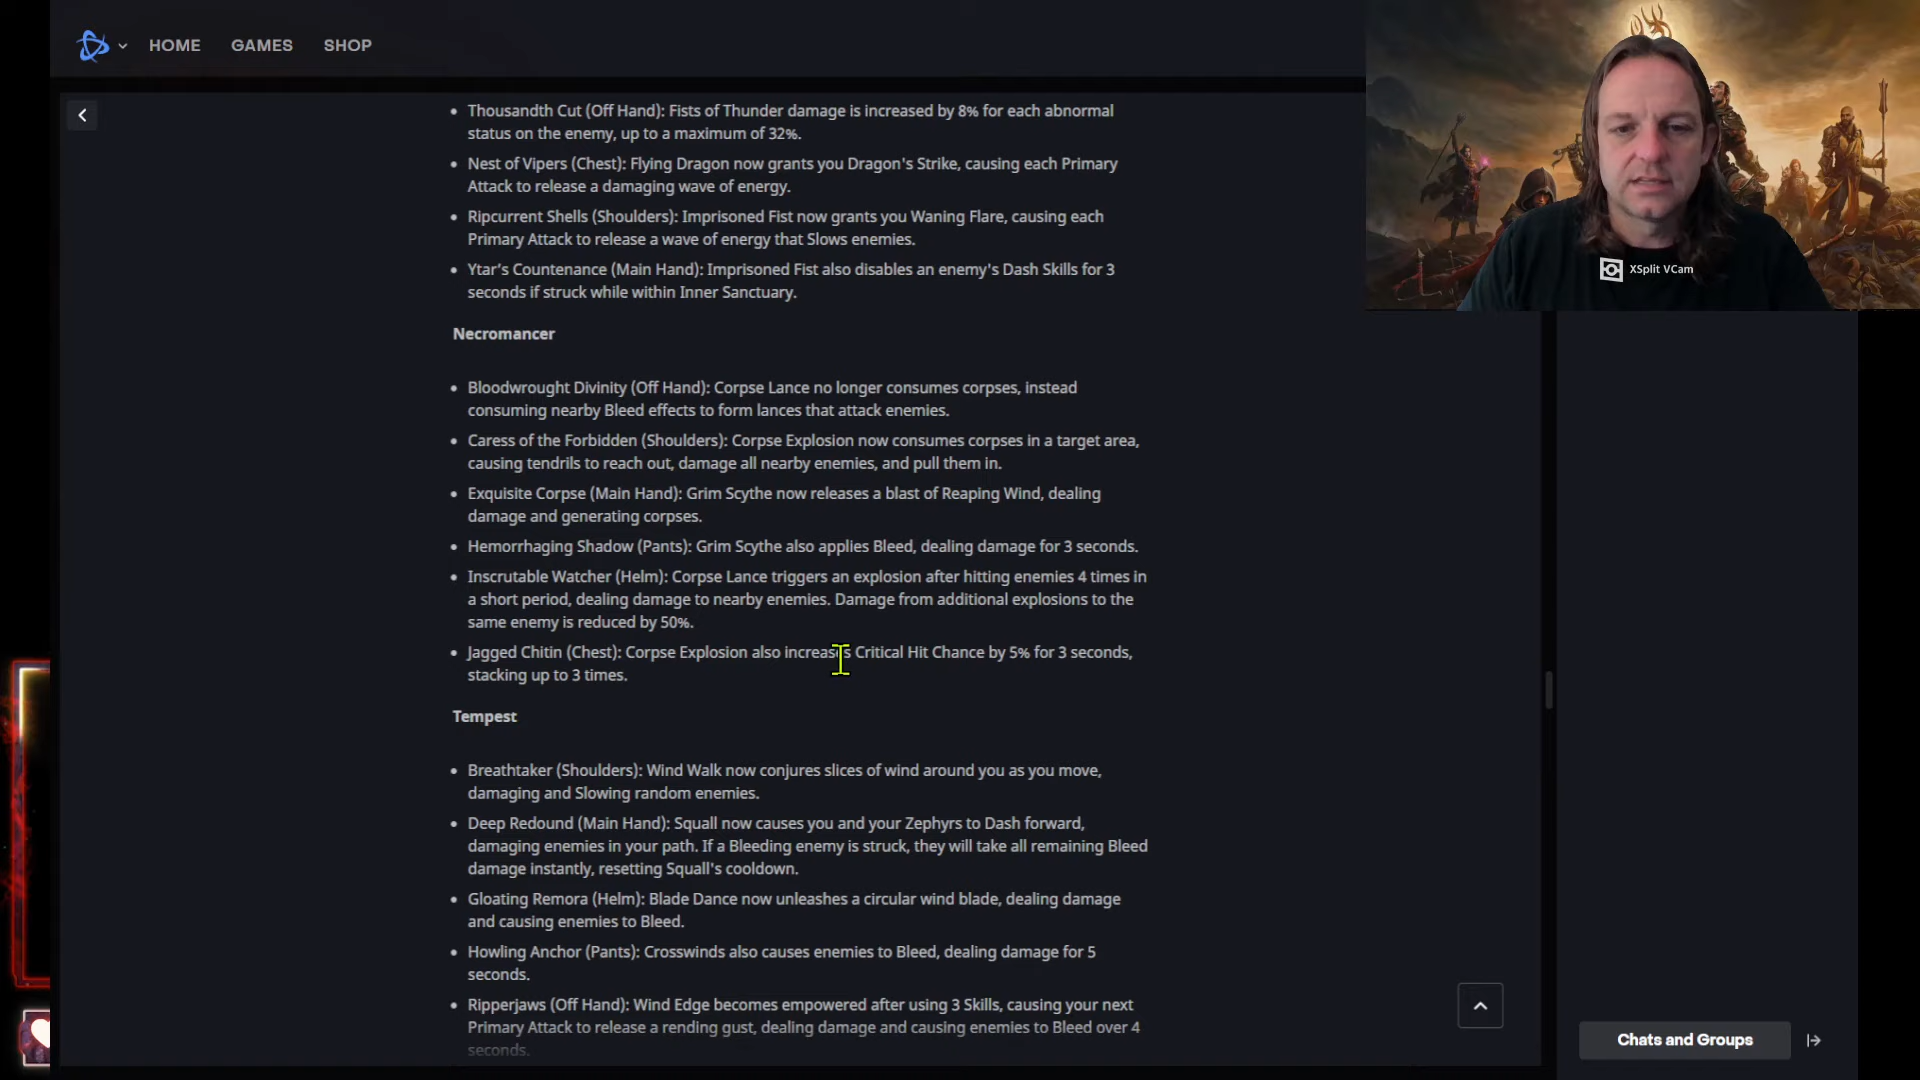 HOME GAMES SHOP
• Thousandth Cut (Off Hand): Fists of Thunder damage is increased by 8% for each abnormal
status on the enemy, up to a maximum of 32%.
• Nest of Vipers (Chest): Flying Dragon now grants you Dragon's Strike, causing each Primary
Attack to release a damaging wave of energy.
• Ripcurrent Shells (Shoulders): Imprisoned Fist now grants you Waning Flare, causing each
Primary Attack to release a wave of energy that Slows enemies.
• Ytar’s Countenance (Main Hand): Imprisoned Fist also disables an enemy's Dash Skills for 3
seconds if struck while within Inner Sanctuary.
XSplit VCam
Necromancer
• Bloodwrought Divinity (Off Hand): Corpse Lance no longer consumes corpses, instead
consuming nearby Bleed effects to form lances that attack enemies.
• Caress of the Forbidden (Shoulders): Corpse Explosion now consumes corpses in a target area,
causing tendrils to reach out, damage all nearby enemies, and pull them in.
• Exquisite Corpse (Main Hand): Grim Scythe now releases a blast of Reaping Wind, dealing
damage and generating corpses.
• Hemorrhaging Shadow (Pants): Grim Scythe also applies Bleed, dealing damage for 3 seconds.
• Inscrutable Watcher (Helm): Corpse Lance triggers an explosion after hitting enemies 4 times in
a short period, dealing damage to nearby enemies. Damage from additional explosions to the
same enemy is reduced by 50%.
• Jagged Chitin (Chest): Corpse Explosion also increases Critical Hit Chance by 5% for 3 seconds,
stacking up to 3 times.
Tempest
• Breathtaker (Shoulders): Wind Walk now conjures slices of wind around you as you move,
damaging and Slowing random enemies.
• Deep Redound (Main Hand): Squall now causes you and your Zephyrs to Dash forward,
damaging enemies in your path. If a Bleeding enemy is struck, they will take all remaining Bleed
damage instantly, resetting Squall's cooldown.
• Gloating Remora (Helm): Blade Dance now unleashes a circular wind blade, dealing damage
and causing enemies to Bleed.
• Howling Anchor (Pants): Crosswinds also causes enemies to Bleed, dealing damage for 5
seconds.
• Ripperjaws (Off Hand): Wind Edge becomes empowered after using 3 Skills, causing your next
Primary Attack to release a rending gust, dealing damage and causing enemies to Bleed over 4
seconds.
Chats and Groups